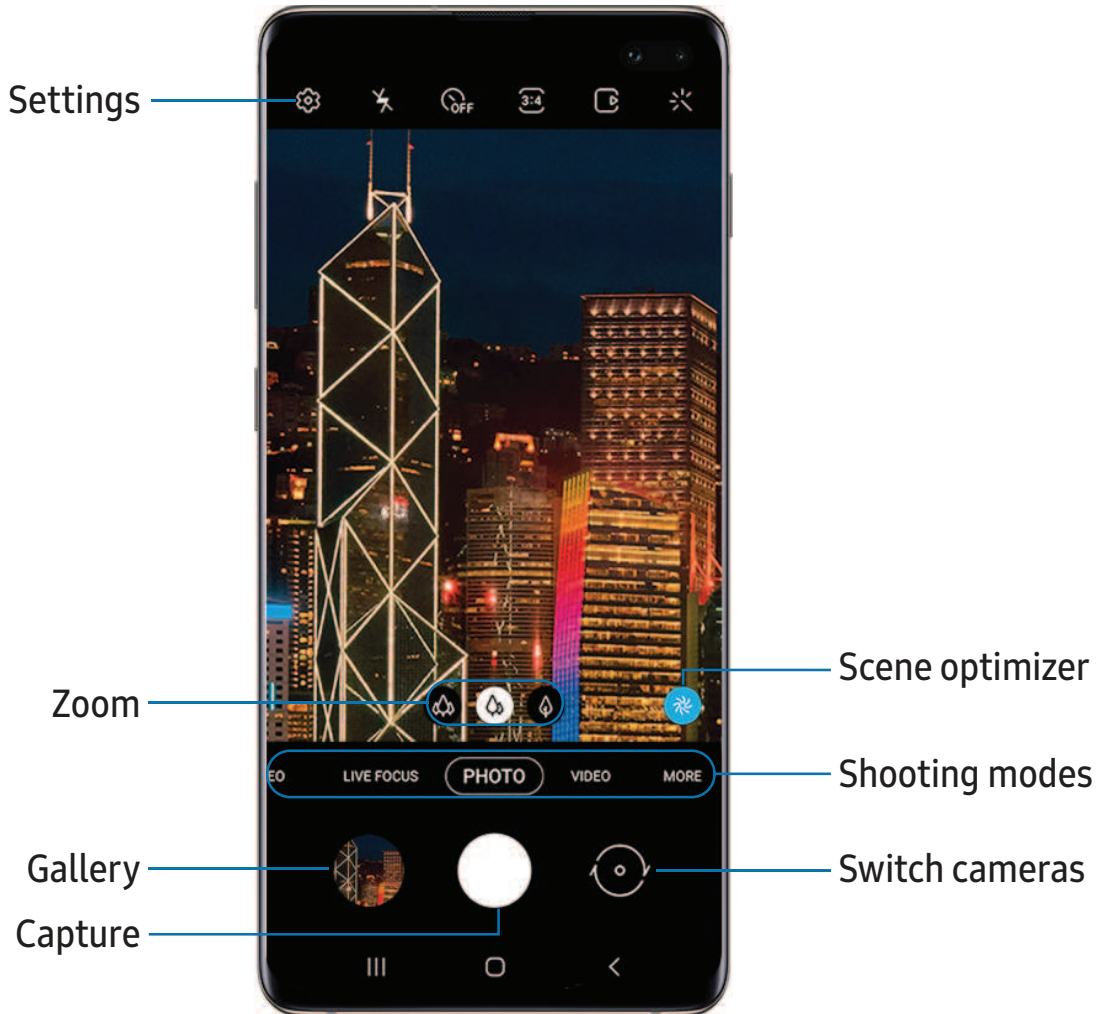 Settings
OFF
3:4
Zoom
Scene optimizer
EO LIVE FOCUS PHOTO VIDEO MORE
Shooting modes
Gallery
Switch cameras
Capture